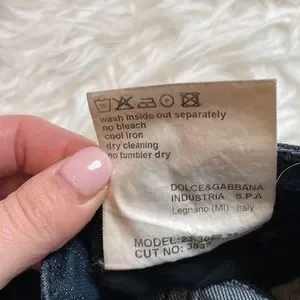 wash inside out separately
no bleach
cool iron
dry cleaning
no tumbler dry
DOLCE&GABBANA
INDUSTRIA S.P.A
Legnano (MI) Italy
MODEL:
CUT NO: